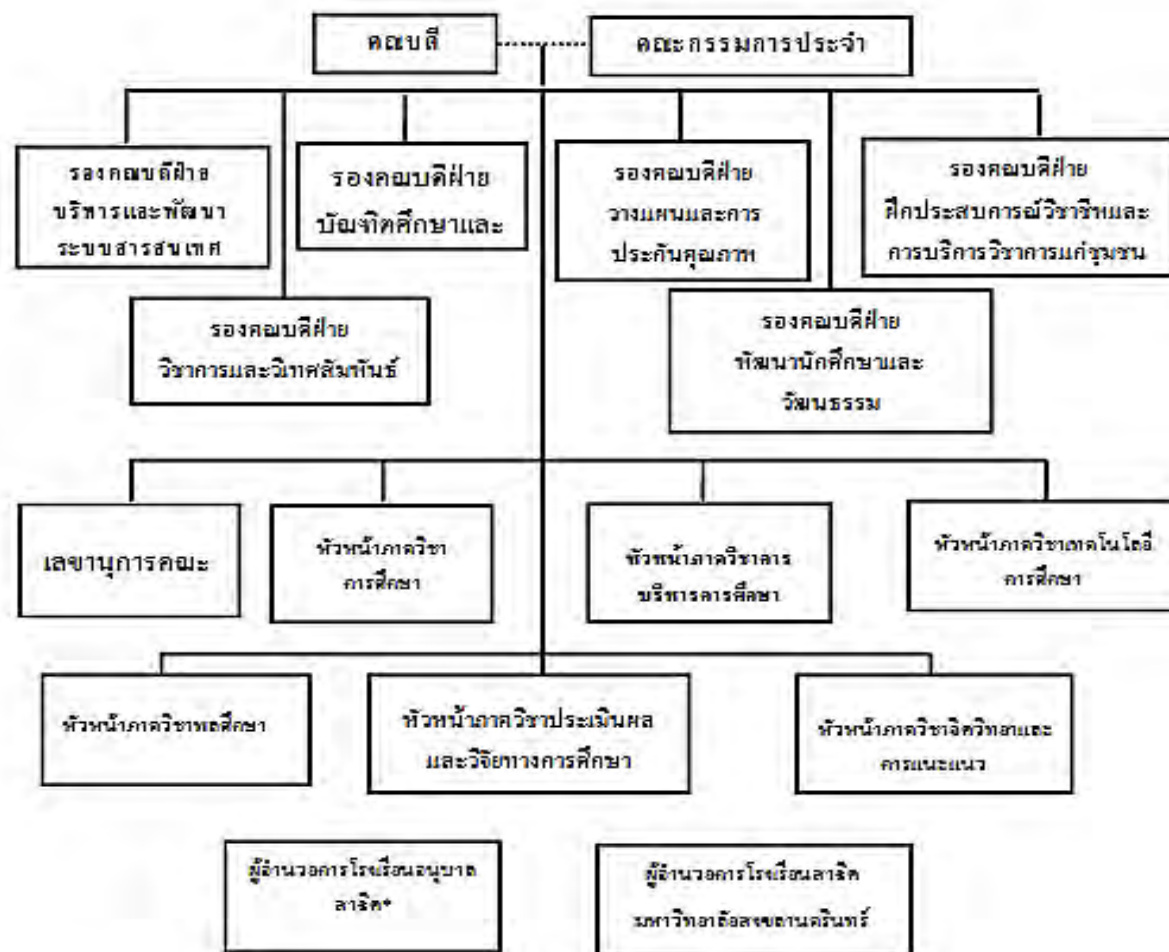 คณบดี
คณะกรรมการประจำ
รองคณบดีฝ่าย
บริหารและพัฒนา
ระบบสารสนเทศ
รองคณบดีฝ่าย
บัณฑิตศึกษาและ
รองคณบดีฝ่าย
วางแผนและการ
ประกันคุณภาพ
รองคณบดีฝ่าย
ฝึกประสบการณ์วิชาชีพและ
การบริการวิชาการแก่ชุมชน
รองคณบดีฝ่าย
วิชาการและวิเทศสัมพันธ์
รองคณบดีฝ่าย
พัฒนานักศึกษาและ
วัฒนธรรม
เลขานุการคณะ
หัวหน้าภาควิชา
การศึกษา
หัวหน้าภาควิชาการ
บริหารการศึกษา
หัวหน้าภาควิชาเทคโนโลยี
การศึกษา
หัวหน้าภาควิชาพลศึกษา
หัวหน้าภาควิชาประเมินผล
และวิจัยทางการศึกษา
หัวหน้าภาควิชาจิตวิทยาและ
การแนะแนว
ผู้อำนวยการโรงเรียนอนุบาล
สาธิต*
ผู้อำนวยการโรงเรียนสาธิต
มหาวิทยาลัยสงขลานครินทร์